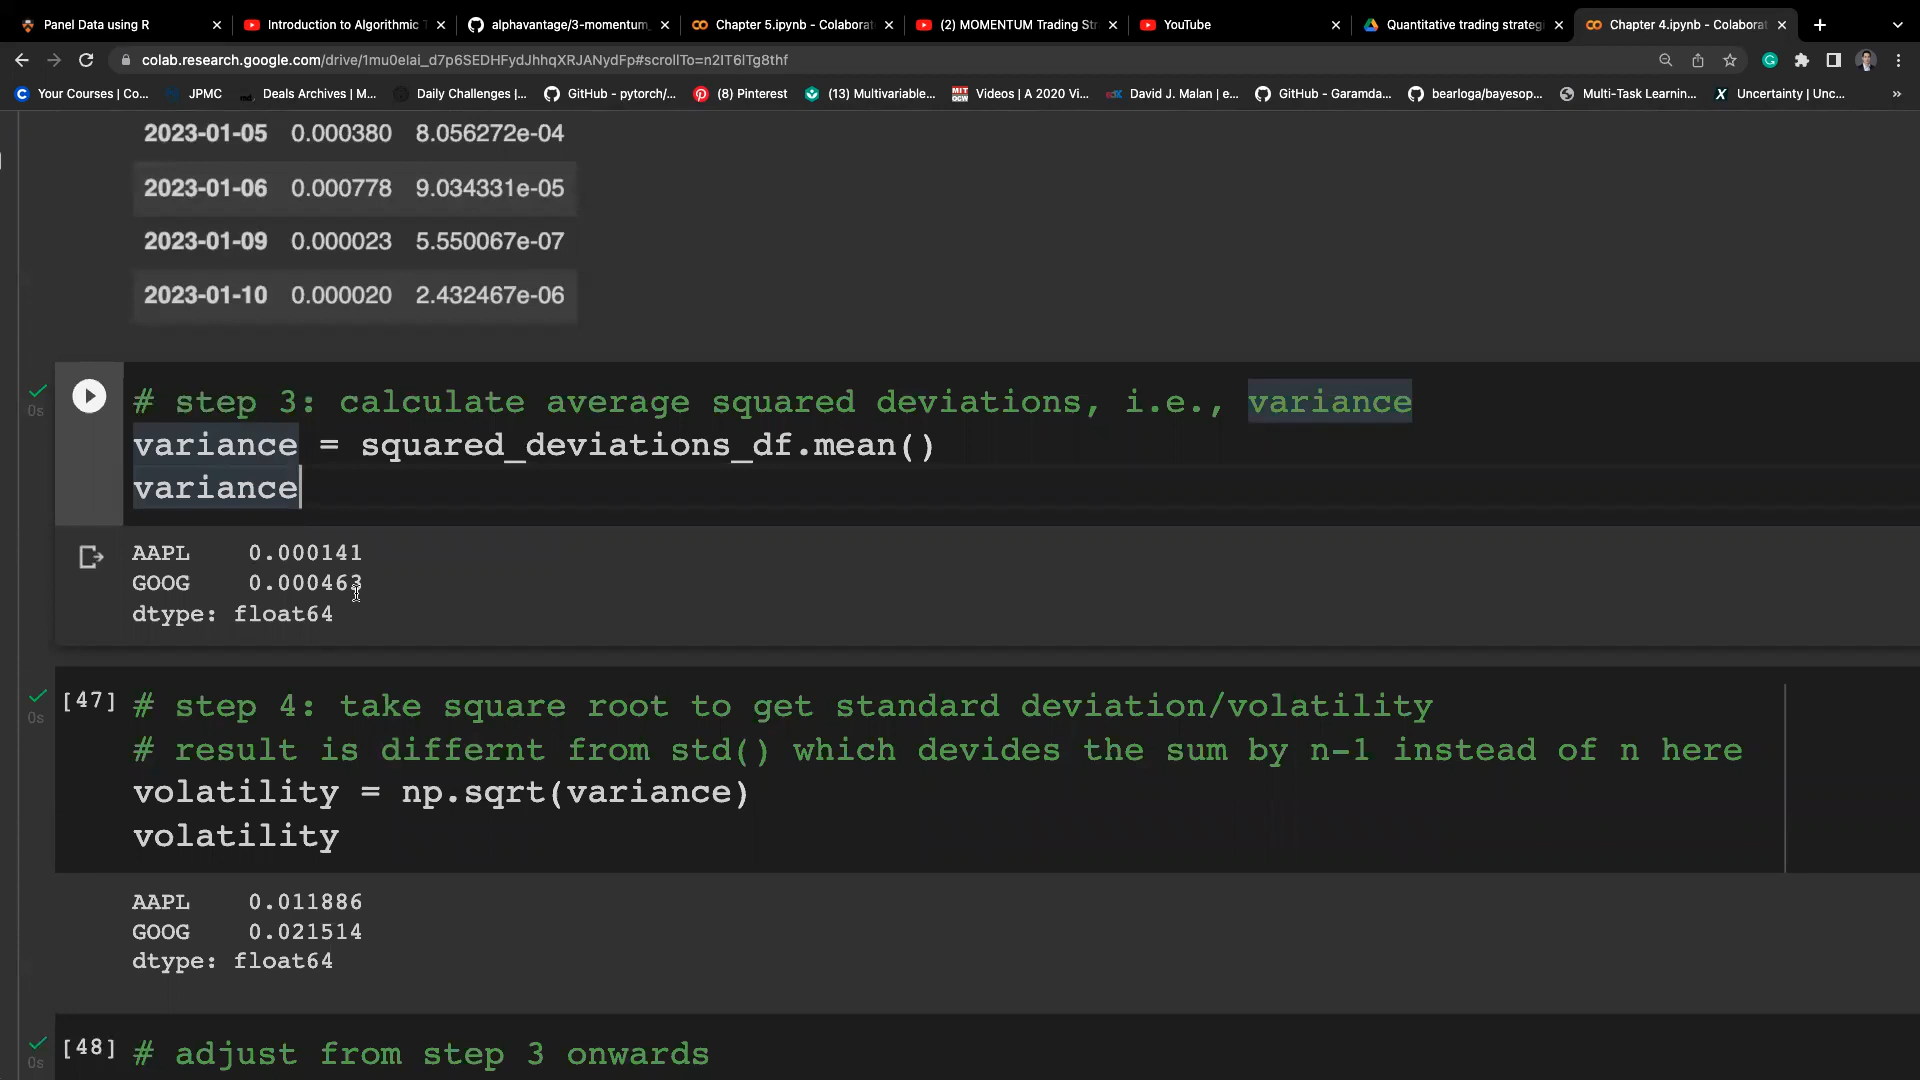 Panel Data using R
Introduction to Algorithmic T
alphavantage/3-momentum_
Chapter 5.ipynb - Colaborat
(2) MOMENTUM Trading Str
YouTube
Quantitative trading strateg
Chapter 4.ipynb - Colaborat
colab.research.google.com/drive/1mu0eIai_d7p6SEDHFydJhhqXRJANydFp#scrollTo=n2IT6ITg8thf
Your Courses | Co...
JPMC
Deals Archives | M...
Daily Challenges |...
GitHub - pytorch/...
(8) Pinterest
(13) Multivariable...
Videos | A 2020 Vi...
David J. Malan | e...
GitHub - Garamda...
bearloga/bayesop...
Multi-Task Learnin...
Uncertainty | Unc...
2023-01-05 0.000380 8.056272e-04
2023-01-06 0.000778 9.034331e-05
2023-01-09 0.000023 5.550067e-07
2023-01-10 0.000020 2.432467e-06
0s
# step 3: calculate average squared deviations, i.e., variance
variance = squared_deviations_df.mean()
variance
AAPL 0.000141
GOOG 0.000463
dtype: float64
0s
[47] # step 4: take square root to get standard deviation/volatility
# result is differnt from std() which devides the sum by n-1 instead of n here
volatility = np.sqrt(variance)
volatility
AAPL 0.011886
GOOG 0.021514
dtype: float64
0s
[48] # adjust from step 3 onwards